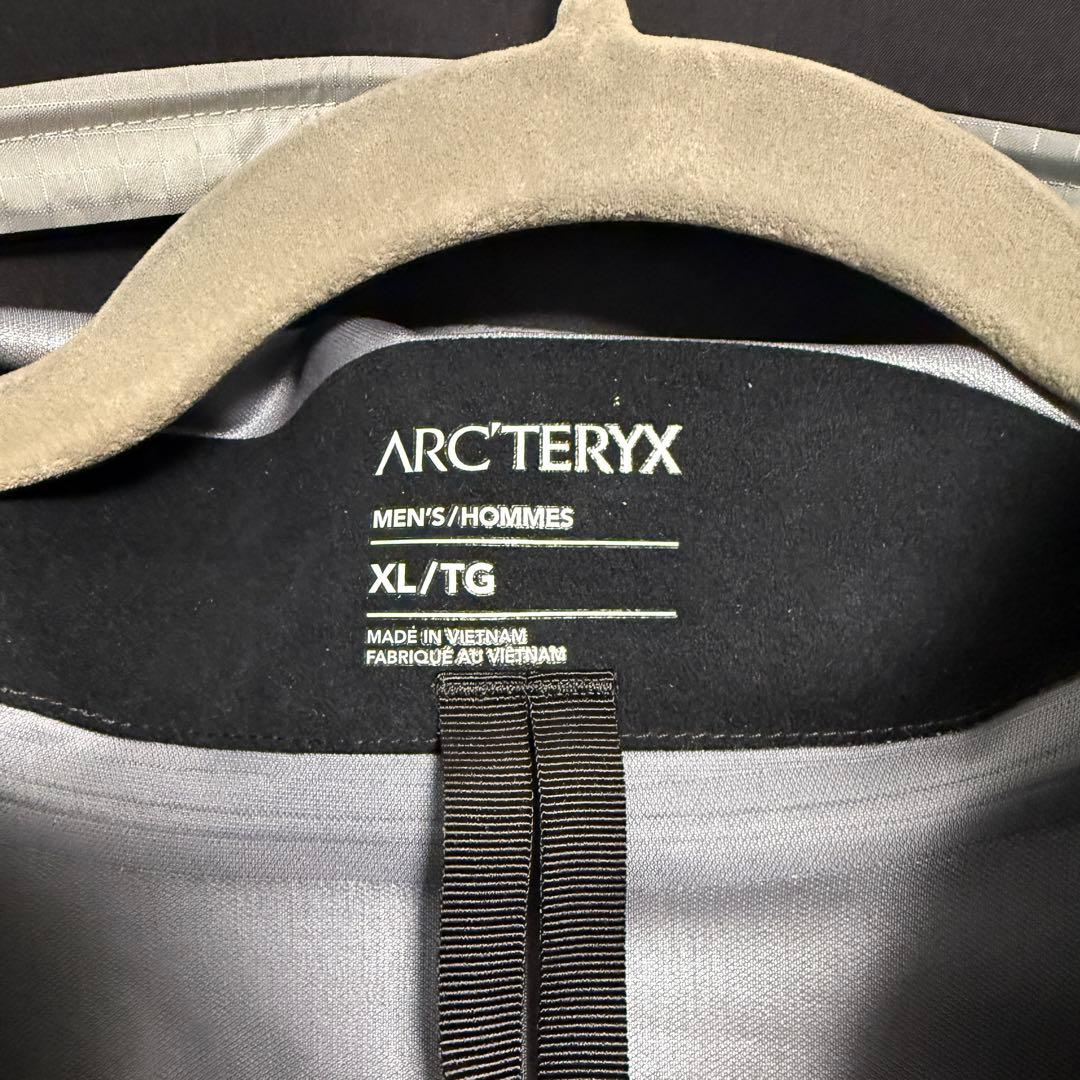 ARC'TERYX
MEN'S/HOMMES
XL/TG
MADE IN VIETNAM
FABRIQUÉ AU VIETNAM